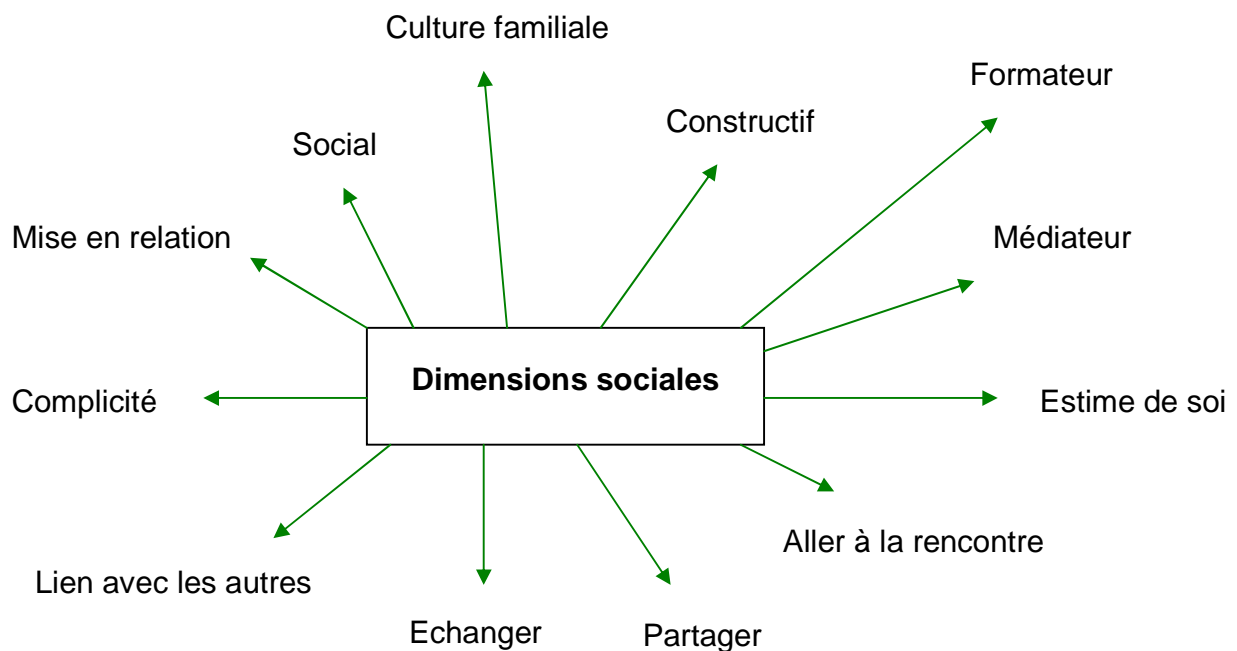 Culture familiale
Formateur
Constructif
Social
Mise en relation
Médiateur
Dimensions sociales
Complicité
Estime de soi
Aller à la rencontre
Lien avec les autres
Echanger
Partager